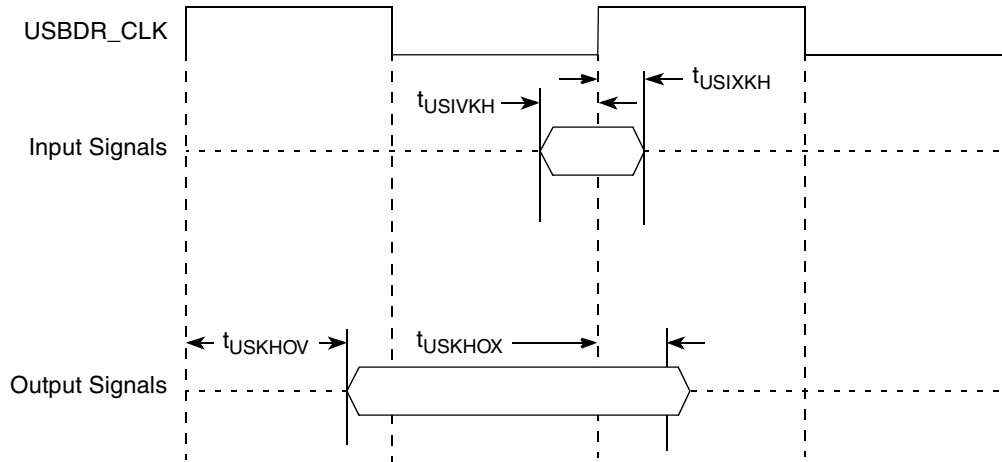 USBDR_CLK
tUSIXKH
tUSIVKH
Input Signals
tUSKHOV
tUSKHOX
Output Signals